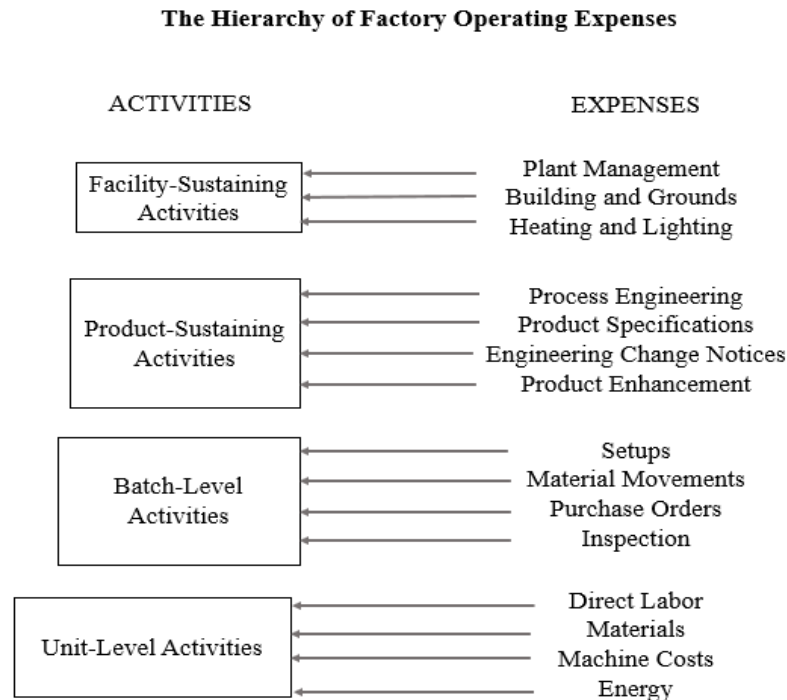 The Hierarchy of Factory Operating Expenses
ACTIVITIES
EXPENSES
Facility-Sustaining
Activities
Plant Management
Building and Grounds
Heating and Lighting
Product-Sustaining
Activities
Process Engineering
Product Specifications
Engineering Change Notices
Product Enhancement
Batch-Level
Activities
Setups
Material Movements
Purchase Orders
Inspection
Unit-Level Activities
Direct Labor
Materials
Machine Costs
Energy